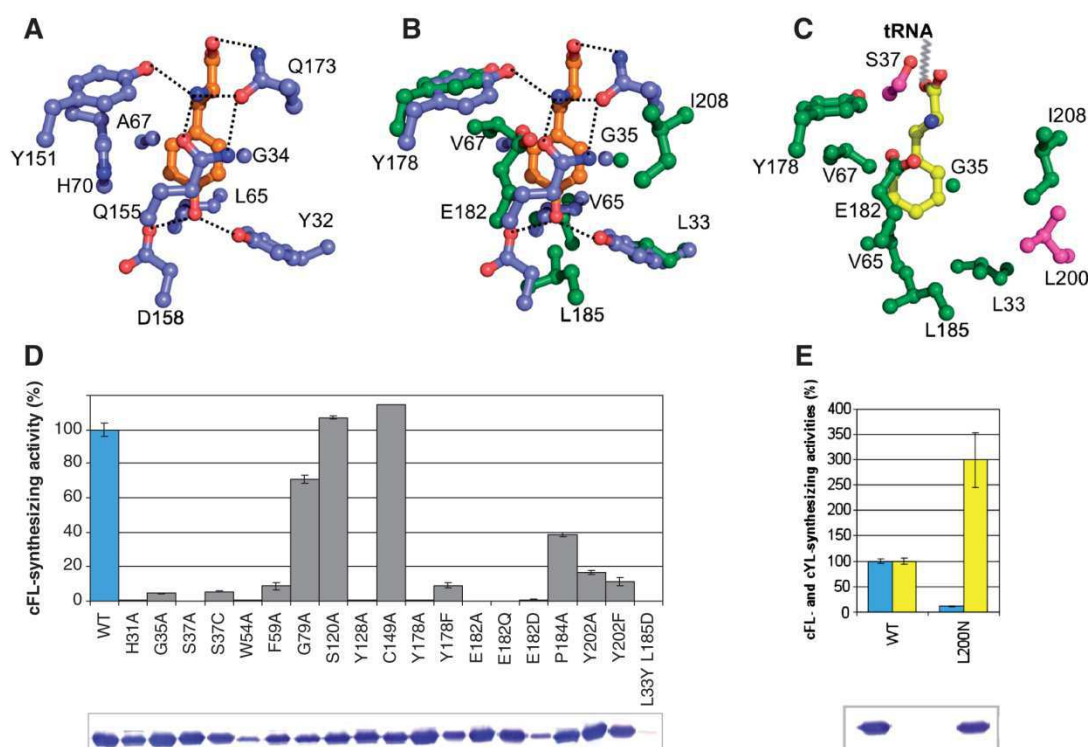 A
Q173
A67
Y151
G34
H70
L65
Q155
Y32
D158
B
I208
G35
V67
Y178
E182
V65
L33
L185
C
tRNA
S37
I208
Y178
G35
V67
E182
V65
L200
L33
L185
D
cFL-synthesizing activity (%)
100
80
60
40
20
0
WT
H31A
G35A
S37A
S37C
W54A
F59A
G79A
S120A
Y128A
C149A
Y178A
Y178F
E182A
E182Q
E182D
P184A
Y202A
Y202F
L33Y L185D
E
cFL- and cYL-synthesizing activities (%)
400
350
300
250
200
150
100
50
0
WT
L200N